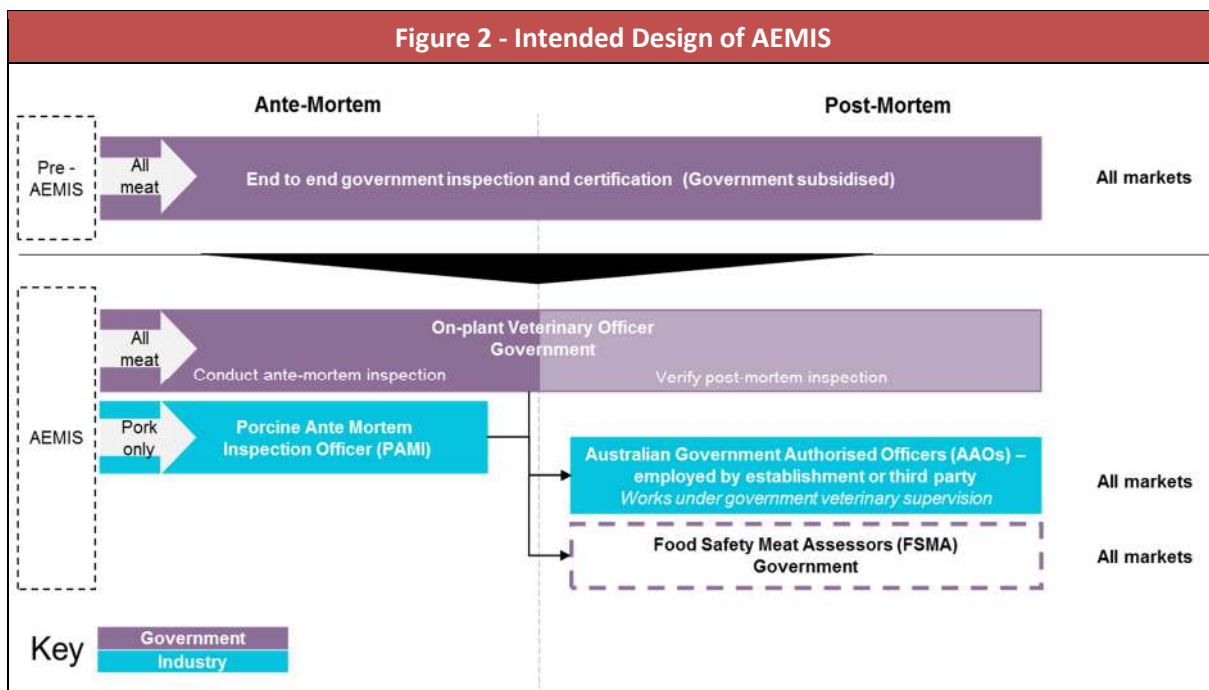 Figure 2 - Intended Design of AEMIS
Ante-Mortem
Post-Mortem
Pre -
AEMIS
All
meat
End to end government inspection and certification (Government subsidised)
All markets
AEMIS
All
meat
On-plant Veterinary Officer
Government
Conduct ante-mortem inspection
Verify post-mortem inspection
Pork
only
Porcine Ante Mortem
Inspection Officer (PAMI)
Australian Government Authorised Officers (AAOs) –
employed by establishment or third party
Works under government veterinary supervision
All markets
Food Safety Meat Assessors (FSMA)
Government
All markets
Key
Government
Industry